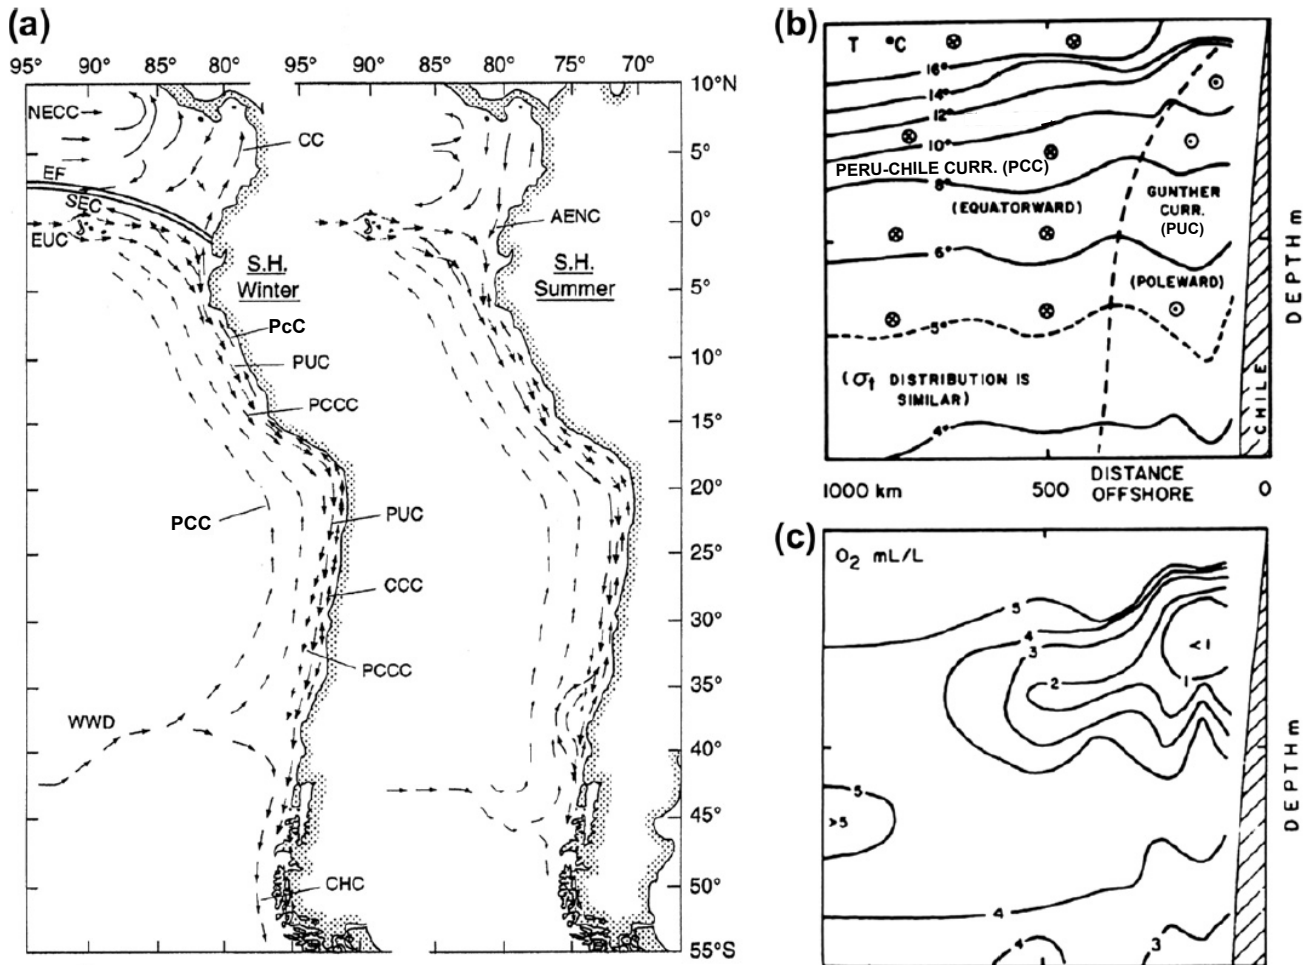 (a)
95° 90° 85° 80° 95° 90° 85° 80° 75° 70° 10°N
NECC
CC
5°
EF
SEC
AENC
0°
EUC
S.H.
Winter
S.H.
Summer
5°
PcC
PUC
10°
PCCC
15°
20°
PCC
PUC
25°
CCC
30°
PCCC
35°
WWD
40°
45°
CHC
50°
55°S
(b)
T °C
16°
14°
12°
10°
PERU-CHILE CURR. (PCC)
8°
(EQUATORWARD)
GUNTHER
CURR.
(PUC)
6°
(POLEWARD)
5°
(σt DISTRIBUTION IS
SIMILAR)
4°
CHILE
DEPTH m
1000 km 500 DISTANCE
OFFSHORE 0
(c)
O2 mL/L
5
4
3
2
<1
1
5
>5
4
4
3
DEPTH m